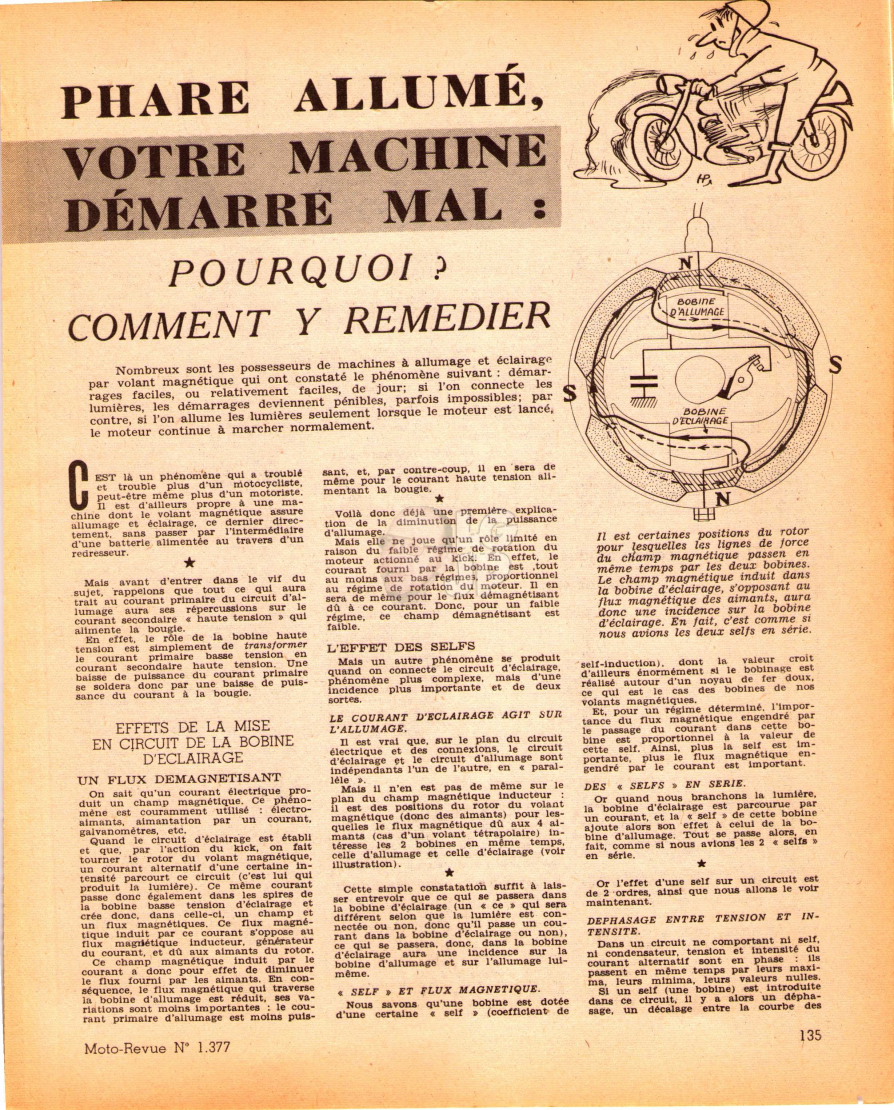 PHARE ALLUMÉ,
VOTRE MACHINE
DÉMARRE MAL :
POURQUOI ?
COMMENT Y REMEDIER
Nombreux sont les possesseurs de machines à allumage et éclairage
par volant magnétique qui ont constaté le phénomène suivant : démar-
rages faciles, ou relativement faciles, de jour; si l'on connecte les
lumières, les démarrages deviennent pénibles, parfois impossibles; par
contre, si l'on allume les lumières seulement lorsque le moteur est lancé,
le moteur continue à marcher normalement.
CEST là un phénomène qui a troublé
et trouble plus d'un motocycliste,
peut-être même plus d'un motoriste.
Il est d'ailleurs propre à une ma-
chine dont le volant magnétique assure
allumage et éclairage, ce dernier direc-
tement, sans passer par l'intermédiaire
d'une batterie alimentée au travers d'un
redresseur.
Mais avant d'entrer dans le vif du
sujet, rappelons que tout ce qui aura
trait au courant primaire du circuit d'al-
lumage aura ses répercussions sur le
courant secondaire « haute tension » qui
alimente la bougie.
En effet, le rôle de la bobine haute
tension est simplement de transformer
le courant primaire basse tension en
courant secondaire haute tension. Une
baisse de puissance du courant primaire
se soldera donc par une baisse de puis-
sance du courant à la bougie.
EFFETS DE LA MISE
EN CIRCUIT DE LA BOBINE
D'ECLAIRAGE
UN FLUX DEMAGNETISANT
On sait qu'un courant électrique pro-
duit un champ magnétique. Ce phéno-
mène est couramment utilisé : électro-
aimants, aimantation par un courant,
galvanomètres, etc.
Quand le circuit d'éclairage est établi
et que, par l'action du kick, on fait
tourner le rotor du volant magnétique,
un courant alternatif d'une certaine in-
tensité parcourt ce circuit (c'est lui qui
produit la lumière). Ce même courant
passe donc également dans les spires de
la bobine basse tension d'éclairage et
crée donc, dans celle-ci, un champ et
un flux magnétiques. Ce flux magné-
tique induit par ce courant s'oppose au
flux magnétique inducteur, générateur
du courant, et dû aux aimants du rotor.
Ce champ magnétique induit par le
courant a donc pour effet de diminuer
le flux fourni par les aimants. En con-
séquence, le flux magnétique qui traverse
la bobine d'allumage est réduit, ses va-
riations sont moins importantes : le cou-
rant primaire d'allumage est moins puis-
sant, et, par contre-coup, il en sera de
même pour le courant haute tension ali-
mentant la bougie.
Voilà donc déjà une première explica-
tion de la diminution de la puissance
d'allumage.
Mais elle ne joue qu'un rôle limité en
raison du faible régime de rotation du
moteur actionné au kick. En effet, le
courant fourni par la bobine est ,tout
au moins aux bas régimes, proportionnel
au régime de rotation du moteur. Il en
sera de même pour le flux démagnétisant
dû à ce courant. Donc, pour un faible
régime, ce champ démagnétisant est
faible.
L'EFFET DES SELFS
Mais un autre phénomène se produit
quand on connecte le circuit d'éclairage,
phénomène plus complexe, mais d'une
incidence plus importante et de deux
sortes.
LE COURANT D'ECLAIRAGE AGIT SUR
L'ALLUMAGE.
Il est vrai que, sur le plan du circuit
électrique et des connexions, le circuit
d'éclairage et le circuit d'allumage sont
indépendants l'un de l'autre, en « paral-
lèle ».
Mais il n'en est pas de même sur le
plan du champ magnétique inducteur :
il est des positions du rotor du volant
magnétique (donc des aimants) pour les-
quelles le flux magnétique dû aux 4 ai-
mants (cas d'un volant tétrapolaire) in-
téresse les 2 bobines en même temps,
celle d'allumage et celle d'éclairage (voir
illustration).
Cette simple constatation suffit à lais-
ser entrevoir que ce qui se passera dans
la bobine d'éclairage (un « ce » qui sera
différent selon que la lumière est con-
nectée ou non, donc qu'il passe un cou-
rant dans la bobine d'éclairage ou non),
ce qui se passera, donc, dans la bobine
d'éclairage aura une incidence sur la
bobine d'allumage et sur l'allumage lui-
même.
« SELF » ET FLUX MAGNETIQUE.
Nous savons qu'une bobine est dotée
d'une certaine « self » (coefficient de
HP
N
BOBINE
D'ALLUMAGE
S
S
BOBINE
D'ECLAIRAGE
N
Il est certaines positions du rotor
pour lesquelles les lignes de force
du champ magnétique passent en
même temps par les deux bobines.
Le champ magnétique induit dans
la bobine d'éclairage, s'opposant au
flux magnétique des aimants, aura
donc une incidence sur la bobine
d'éclairage. En fait, c'est comme si
nous avions les deux selfs en série.
self-induction), dont la valeur croit
d'ailleurs énormément si le bobinage est
réalisé autour d'un noyau de fer doux,
ce qui est le cas des bobines de nos
volants magnétiques.
Et, pour un régime déterminé, l'impor-
tance du flux magnétique engendré par
le passage du courant dans cette bo-
bine est proportionnel à la valeur de
cette self. Ainsi, plus la self est im-
portante, plus le flux magnétique en-
gendré par le courant est important.
DES « SELFS » EN SERIE.
Or quand nous branchons la lumière,
la bobine d'éclairage est parcourue par
un courant, et la « self » de cette bobine
ajoute alors son effet à celui de la bo-
bine d'allumage. Tout se passe alors, en
fait, comme si nous avions les 2 « selfs »
en série.
Or l'effet d'une self sur un circuit est
de 2 ordres, ainsi que nous allons le voir
maintenant.
DEPHASAGE ENTRE TENSION ET IN-
TENSITE.
Dans un circuit ne comportant ni self,
ni condensateur, tension et intensité du
courant alternatif sont en phase : ils
passent en même temps par leurs maxi-
ma, leurs minima, leurs valeurs nulles.
Si un self (une bobine) est introduite
dans ce circuit, il y a alors un dépha-
sage, un décalage entre la courbe des
Moto-Revue N° 1.377
135